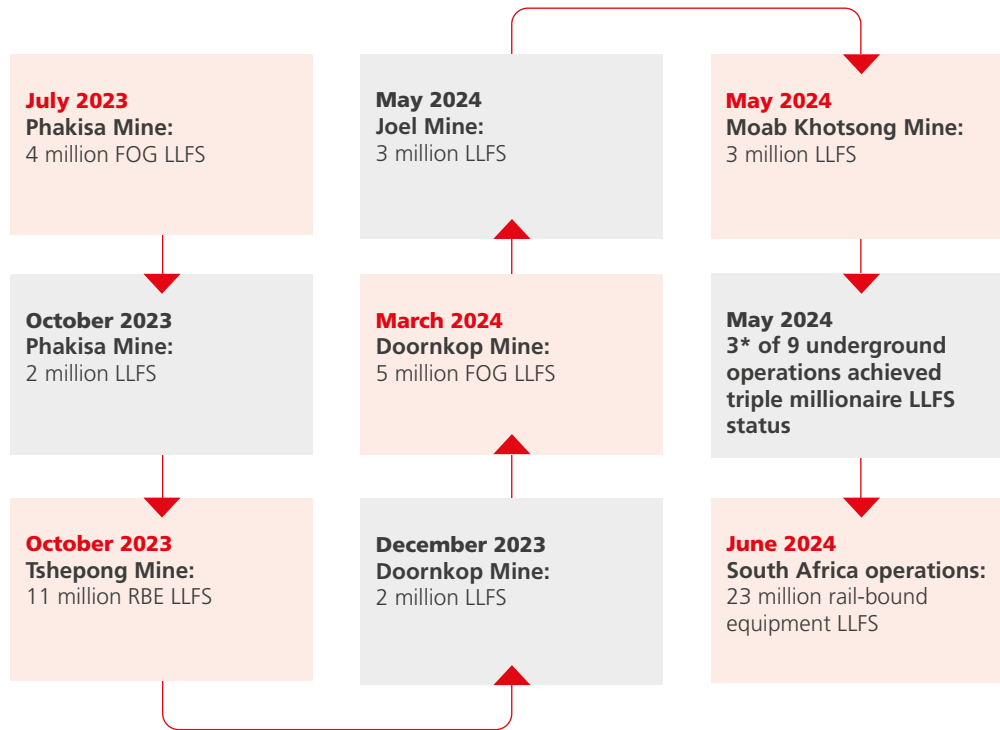 July 2023
Phakisa Mine:
4 million FOG LLFS
October 2023
Phakisa Mine:
2 million LLFS
October 2023
Tshepong Mine:
11 million RBE LLFS
December 2023
Doornkop Mine:
2 million LLFS
March 2024
Doornkop Mine:
5 million FOG LLFS
May 2024
Joel Mine:
3 million LLFS
May 2024
Moab Khotsong Mine:
3 million LLFS
May 2024
3* of 9 underground
operations achieved
triple millionaire LLFS
status
June 2024
South Africa operations:
23 million rail-bound
equipment LLFS